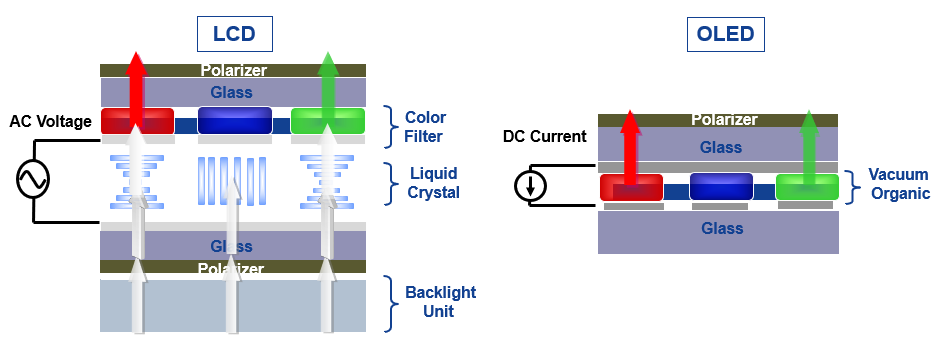 LCD
Polarizer
Glass
AC Voltage
Color
Filter
Liquid
Crystal
Glass
Polarizer
Backlight
Unit
OLED
Polarizer
DC Current
Glass
Vacuum
Organic
Glass